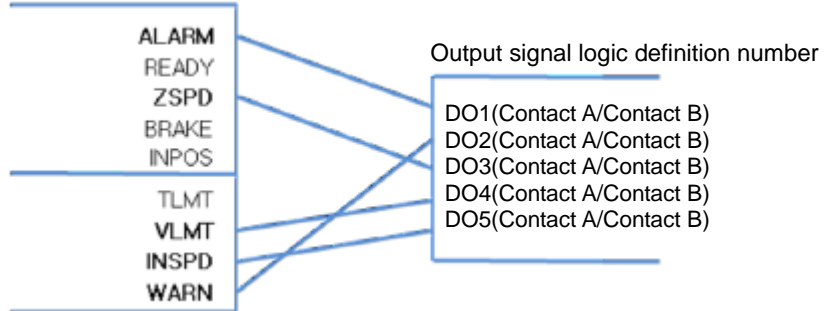 ALARM
READY
ZSPD
BRAKE
INPOS
TLMT
VLMT
INSPD
WARN
Output signal logic definition number
DO1(Contact A/Contact B)
DO2(Contact A/Contact B)
DO3(Contact A/Contact B)
DO4(Contact A/Contact B)
DO5(Contact A/Contact B)